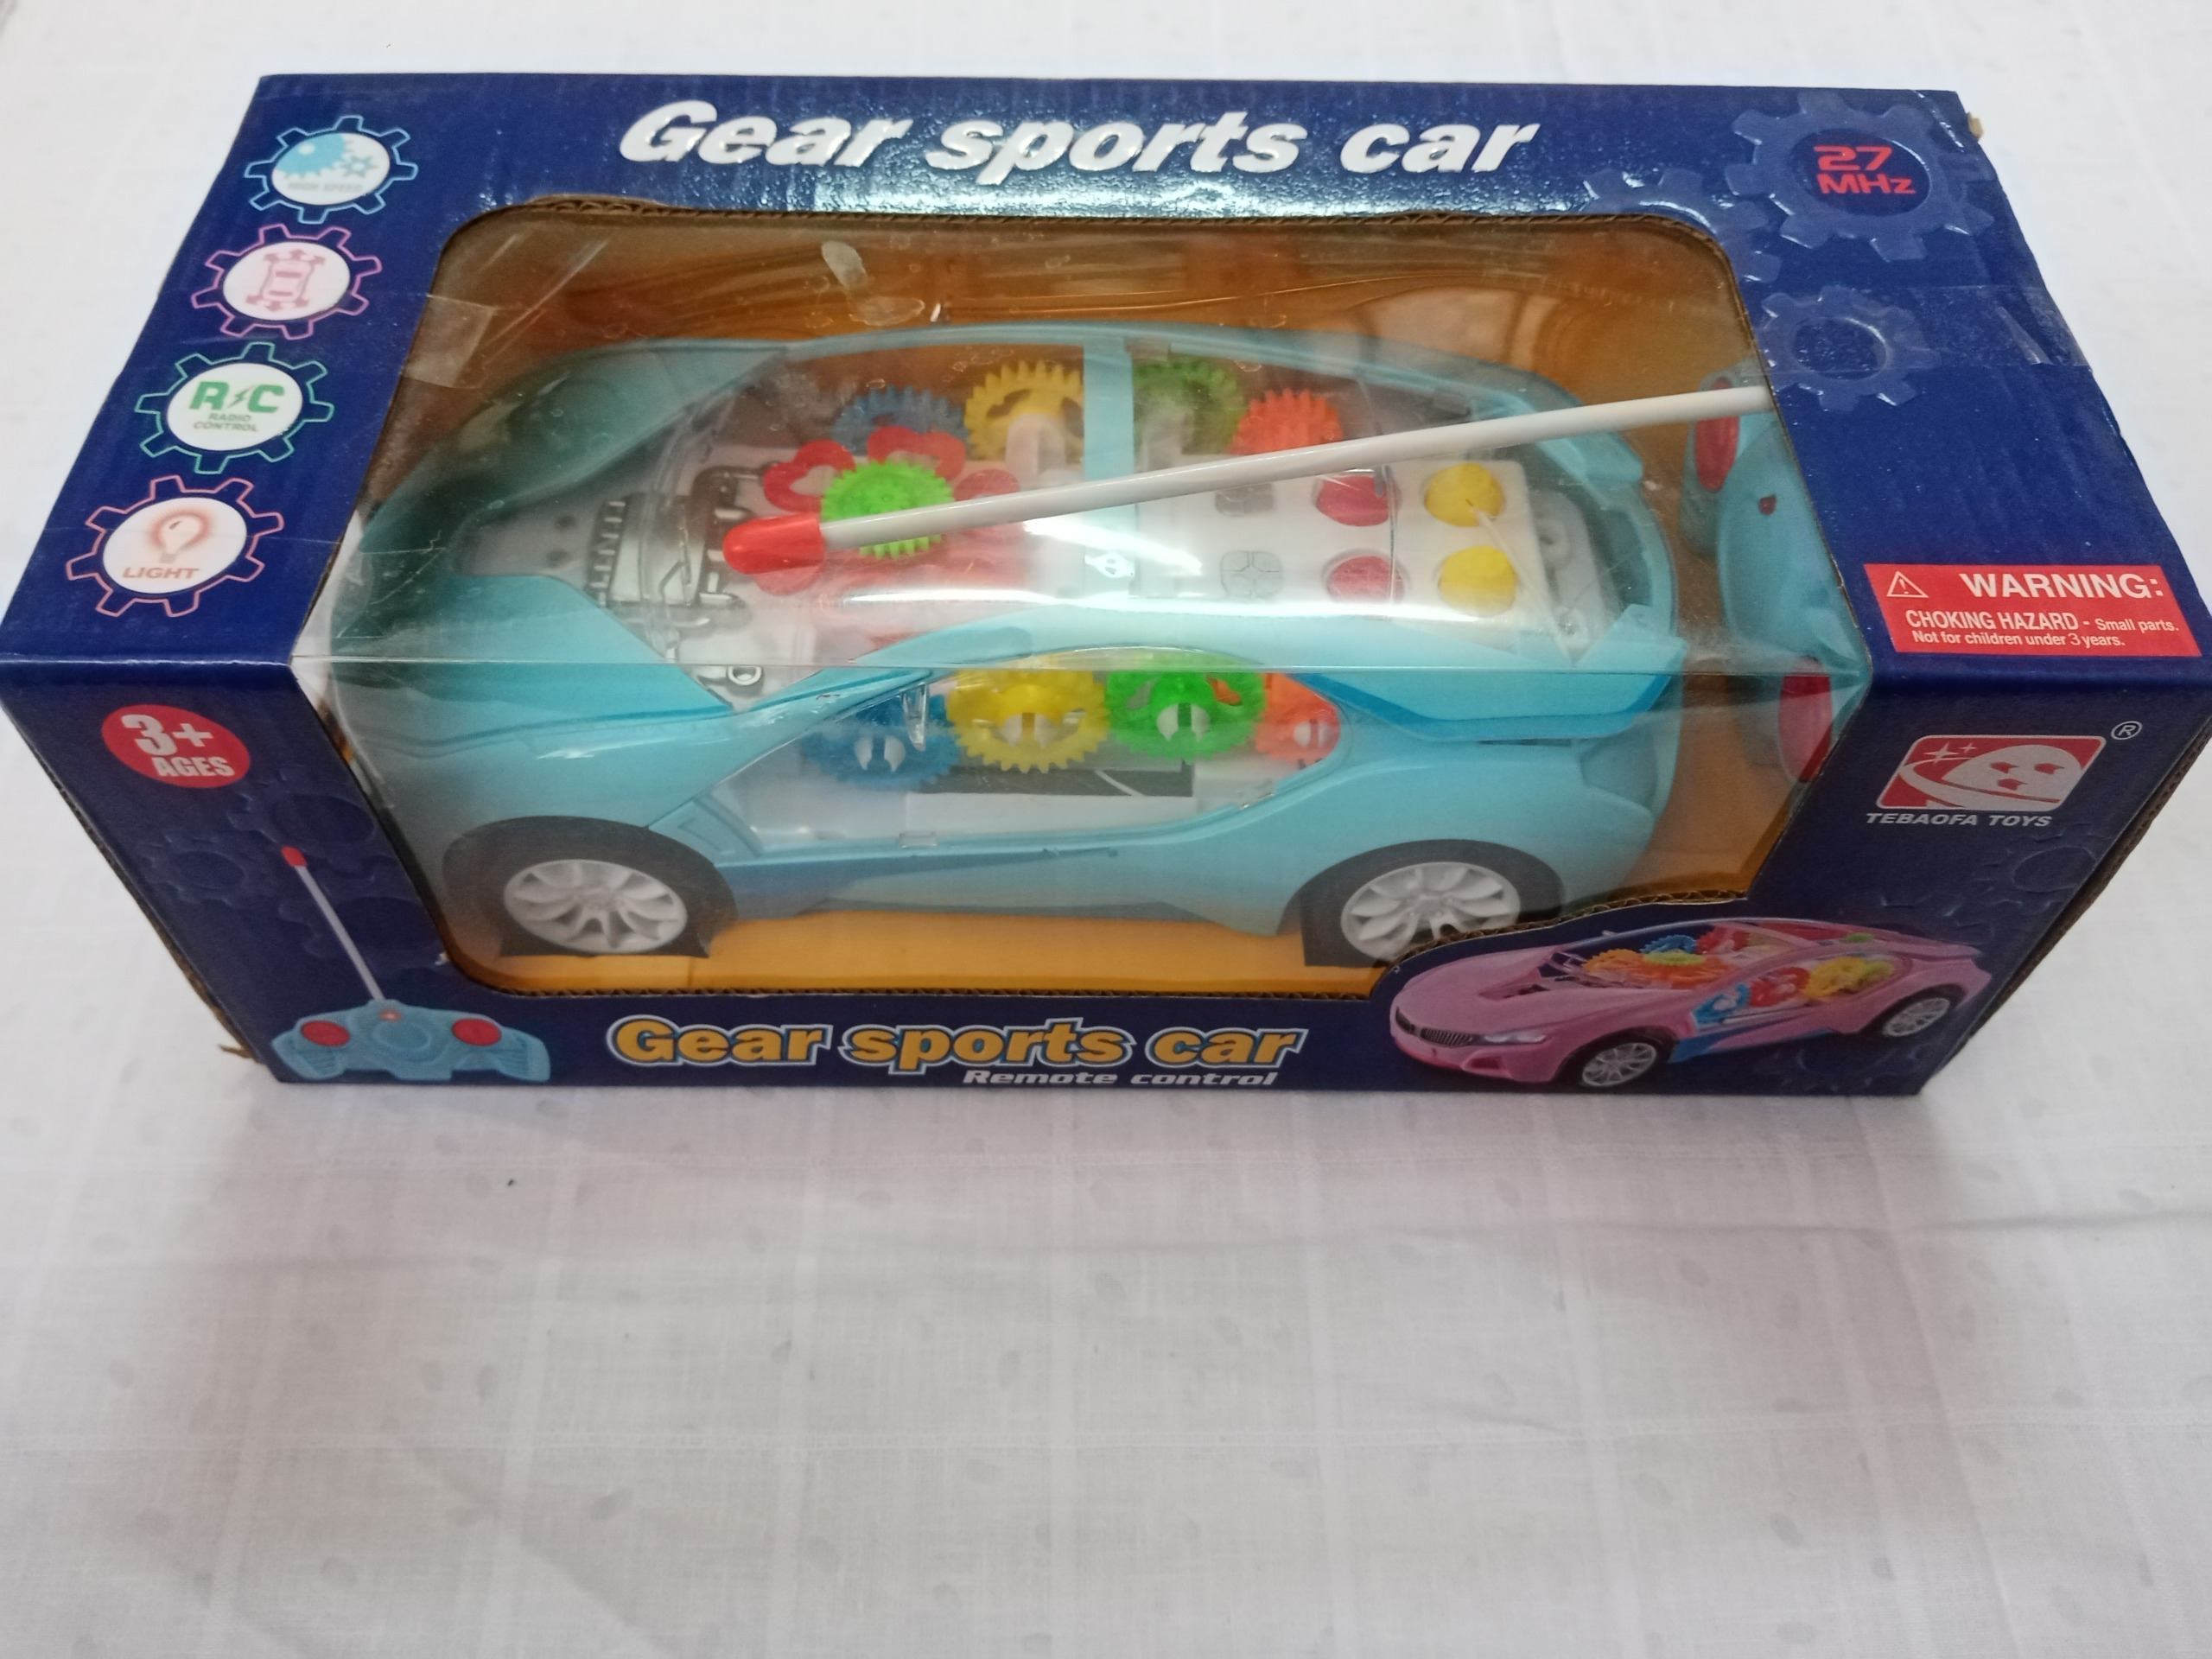 Gear sports car
27
MHz
HIGH SPEED
R C
RADIO
CONTROL
LIGHT
WARNING:
CHOKING HAZARD - Small parts.
Not for children under 3 years.
3+
AGES
®
TEBAOFA TOYS
Gear sports car
Remote control